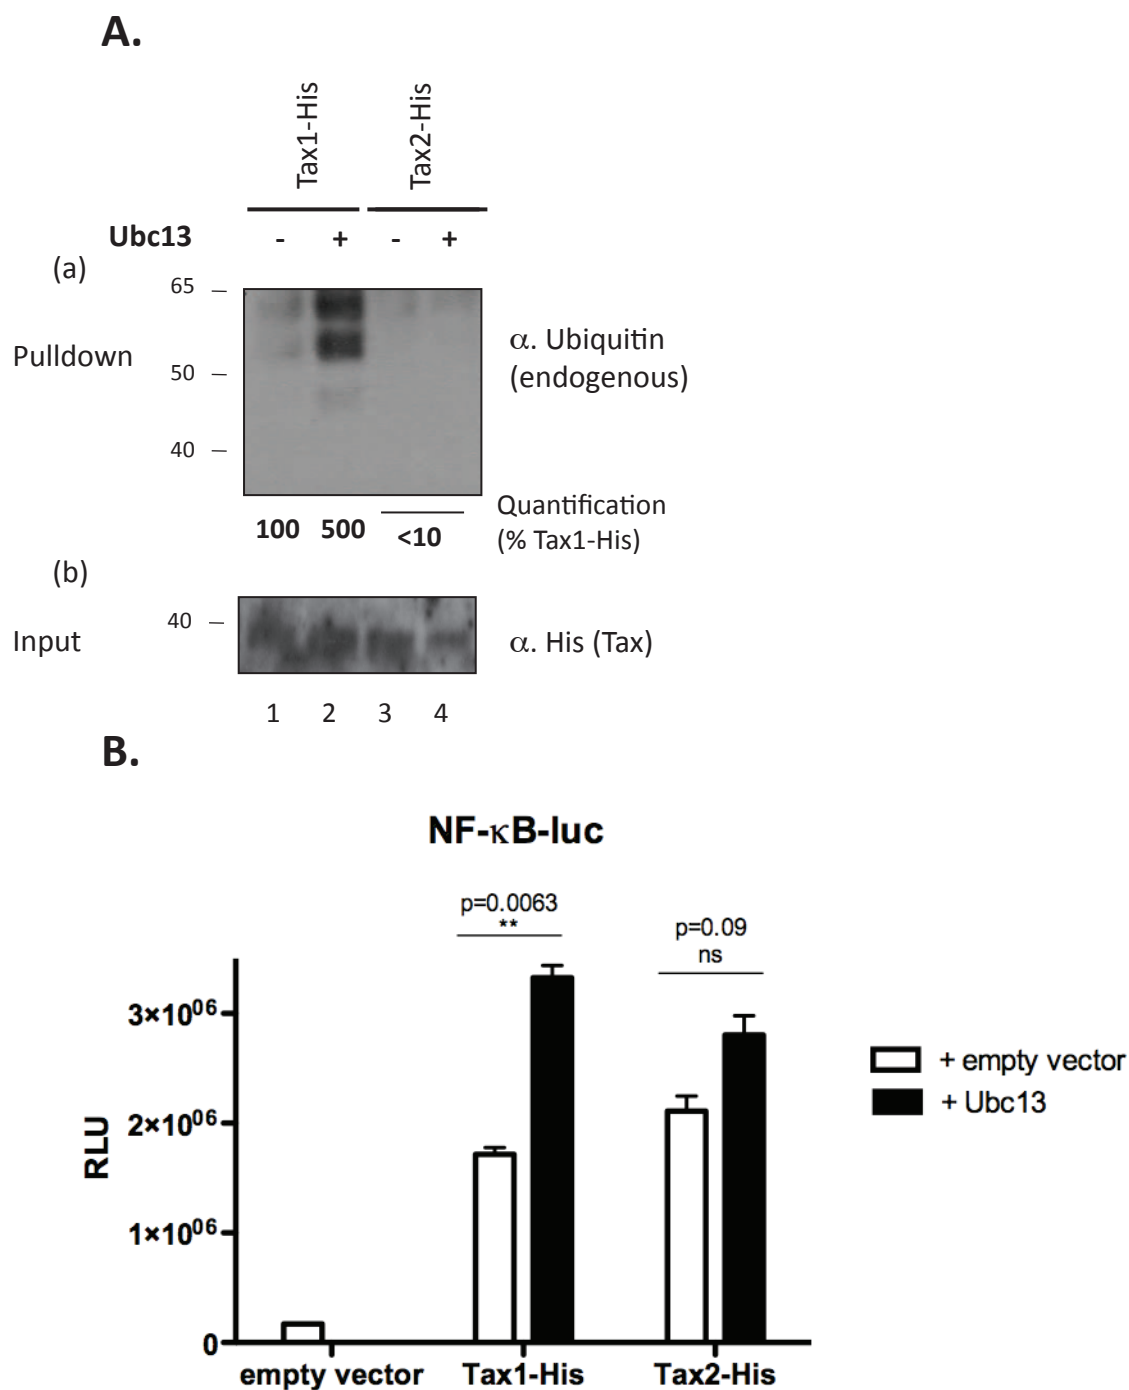 A.
Tax1-His
Tax2-His
Ubc13 - + - +
(a)
65
Pulldown
50
40
α. Ubiquitin
(endogenous)
100 500 <10
Quantification
(% Tax1-His)
(b)
40
Input
α. His (Tax)
1 2 3 4
B.
NF-κB-luc
p=0.0063
**
p=0.09
ns
3×10⁰⁶
2×10⁰⁶
1×10⁰⁶
0
RLU
+ empty vector
+ Ubc13
empty vector Tax1-His Tax2-His